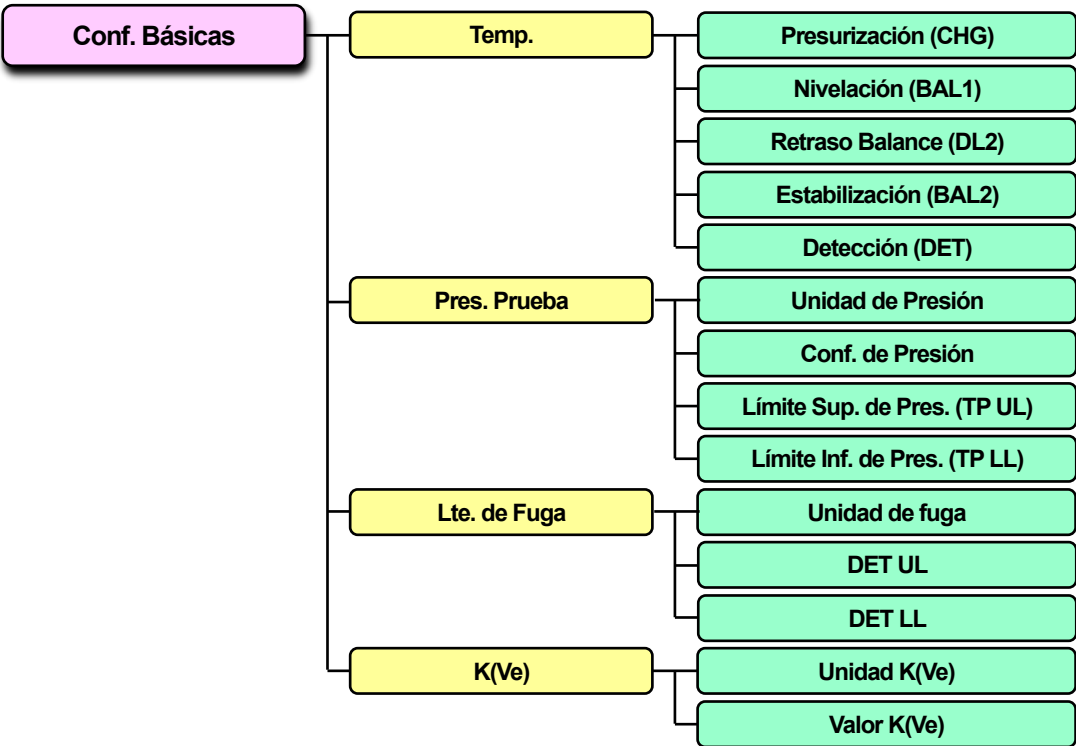 Conf. Básicas
Temp.
Presurización (CHG)
Nivelación (BAL1)
Retraso Balance (DL2)
Estabilización (BAL2)
Detección (DET)
Pres. Prueba
Unidad de Presión
Conf. de Presión
Límite Sup. de Pres. (TP UL)
Límite Inf. de Pres. (TP LL)
Lte. de Fuga
Unidad de fuga
DET UL
DET LL
K(Ve)
Unidad K(Ve)
Valor K(Ve)